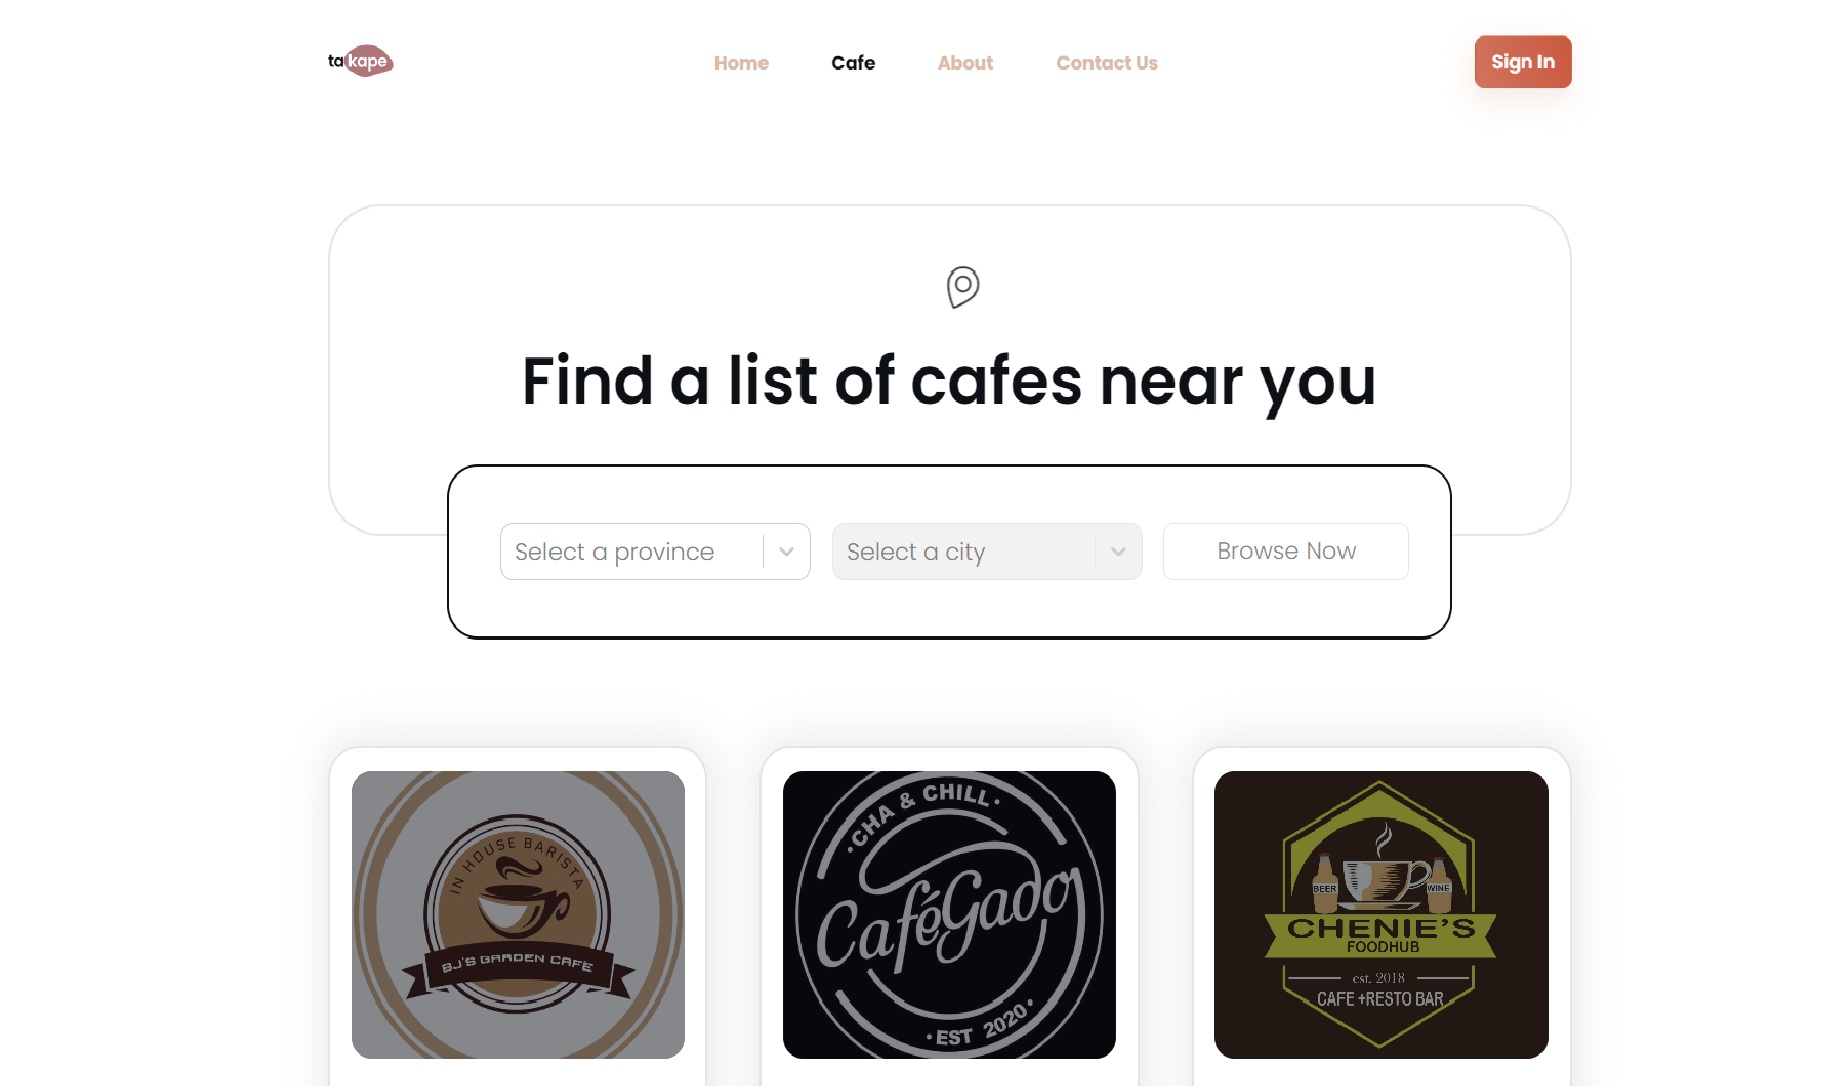 takape
Home
Cafe
About
Contact Us
Sign In
Find a list of cafes near you
Select a province
Select a city
Browse Now
IN HOUSE BARISTA
BJ'S GARDEN CAFE
·CHA & CHILL·
CaféGado
·EST 2020·
BEER
WINE
CHENIE'S
FOODHUB
est. 2018
CAFE +RESTO BAR